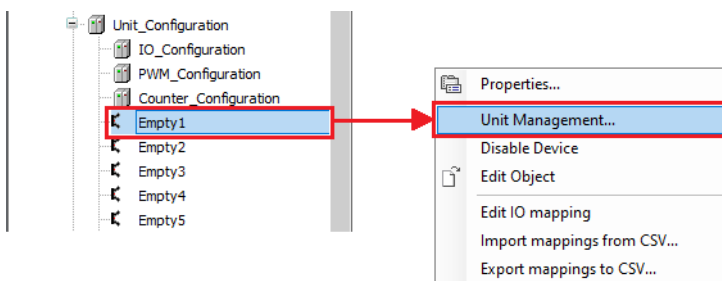 Unit_Configuration
IO_Configuration
PWM_Configuration
Counter_Configuration
Empty1
Empty2
Empty3
Empty4
Empty5
Properties...
Unit Management...
Disable Device
Edit Object
Edit IO mapping
Import mappings from CSV...
Export mappings to CSV...